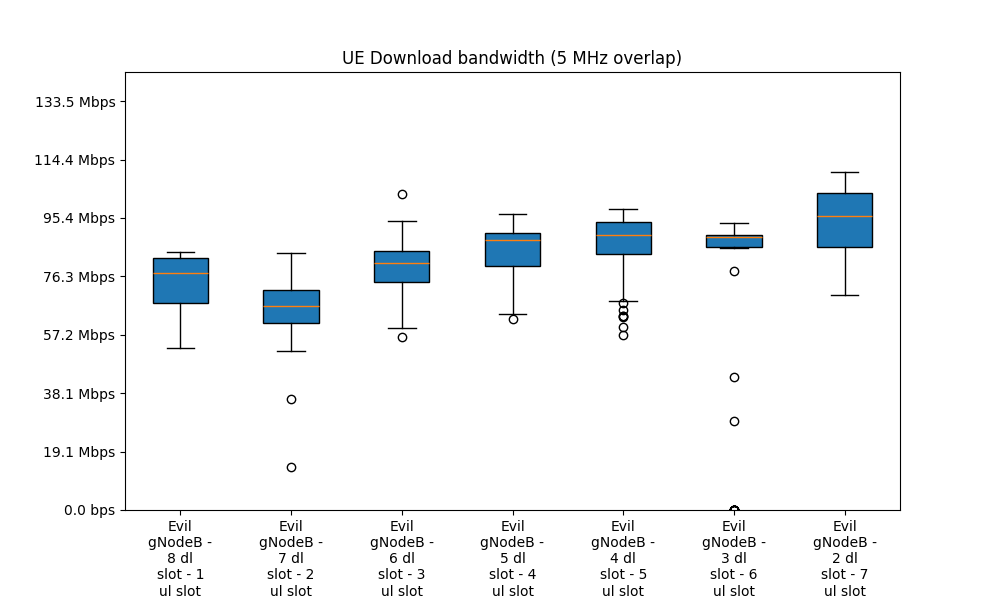 UE Download bandwidth (5 MHz overlap)
133.5 Mbps
114.4 Mbps
95.4 Mbps
76.3 Mbps
57.2 Mbps
38.1 Mbps
19.1 Mbps
0.0 bps
Evil
gNodeB -
8 dl
slot - 1
ul slot
Evil
gNodeB -
7 dl
slot - 2
ul slot
Evil
gNodeB -
6 dl
slot - 3
ul slot
Evil
gNodeB -
5 dl
slot - 4
ul slot
Evil
gNodeB -
4 dl
slot - 5
ul slot
Evil
gNodeB -
3 dl
slot - 6
ul slot
Evil
gNodeB -
2 dl
slot - 7
ul slot